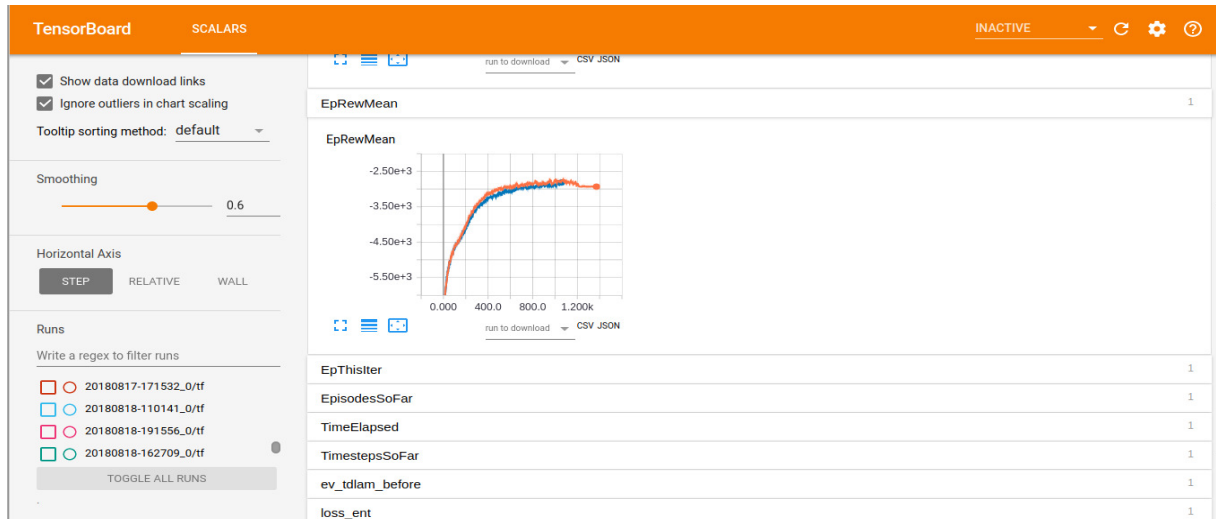 TensorBoard SCALARS INACTIVE
Show data download links
Ignore outliers in chart scaling
Tooltip sorting method: default
Smoothing
0.6
Horizontal Axis
STEP RELATIVE WALL
Runs
Write a regex to filter runs
20180817-171532_0/tf
20180818-110141_0/tf
20180818-191556_0/tf
20180818-162709_0/tf
TOGGLE ALL RUNS
run to download CSV JSON
EpRewMean 1
EpRewMean
-2.50e+3
-3.50e+3
-4.50e+3
-5.50e+3
0.000 400.0 800.0 1.200k
run to download CSV JSON
EpThisIter 1
EpisodesSoFar 1
TimeElapsed 1
TimestepsSoFar 1
ev_tdlam_before 1
loss_ent 1